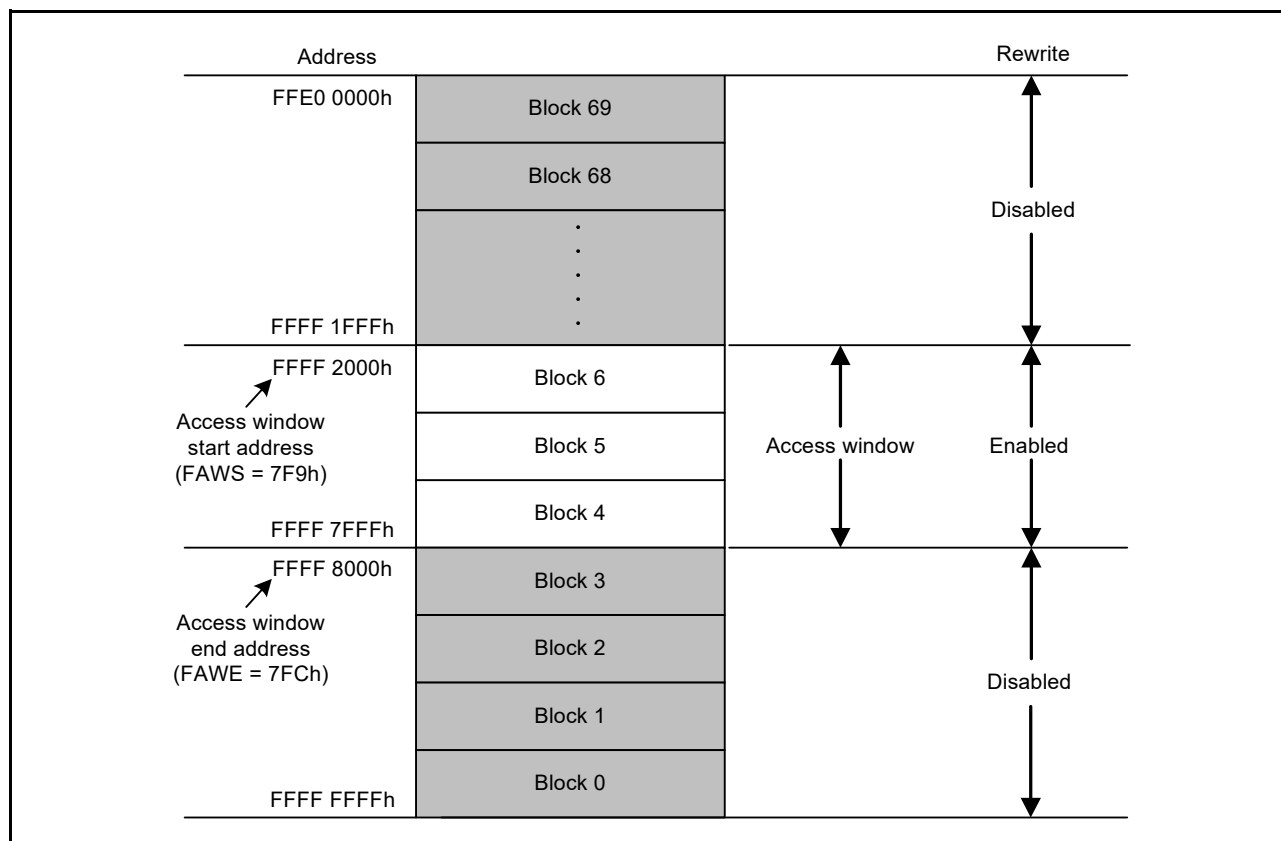 Address
Rewrite
FFE0 0000h
Block 69
Block 68
Disabled
FFFF 1FFFh
FFFF 2000h
Block 6
Access window
start address
(FAWS = 7F9h)
Block 5
Access window
Enabled
Block 4
FFFF 7FFFh
FFFF 8000h
Block 3
Access window
end address
(FAWE = 7FCh)
Block 2
Disabled
Block 1
Block 0
FFFF FFFFh